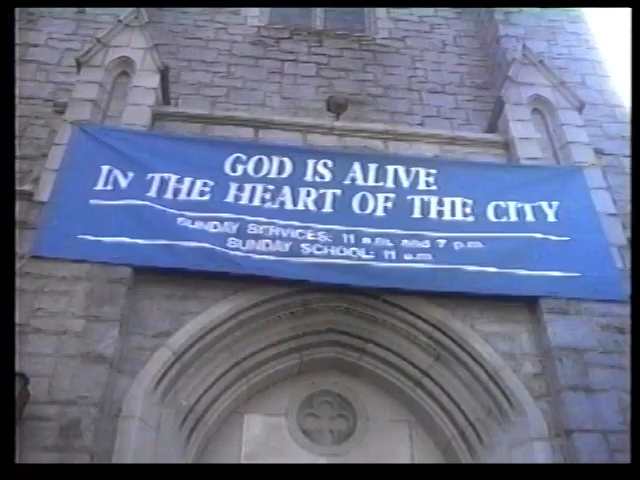 GOD IS ALIVE
IN THE HEART OF THE CITY
SUNDAY SERVICES: 11 a.m. and 7 p.m.
SUNDAY SCHOOL: 11 a.m.